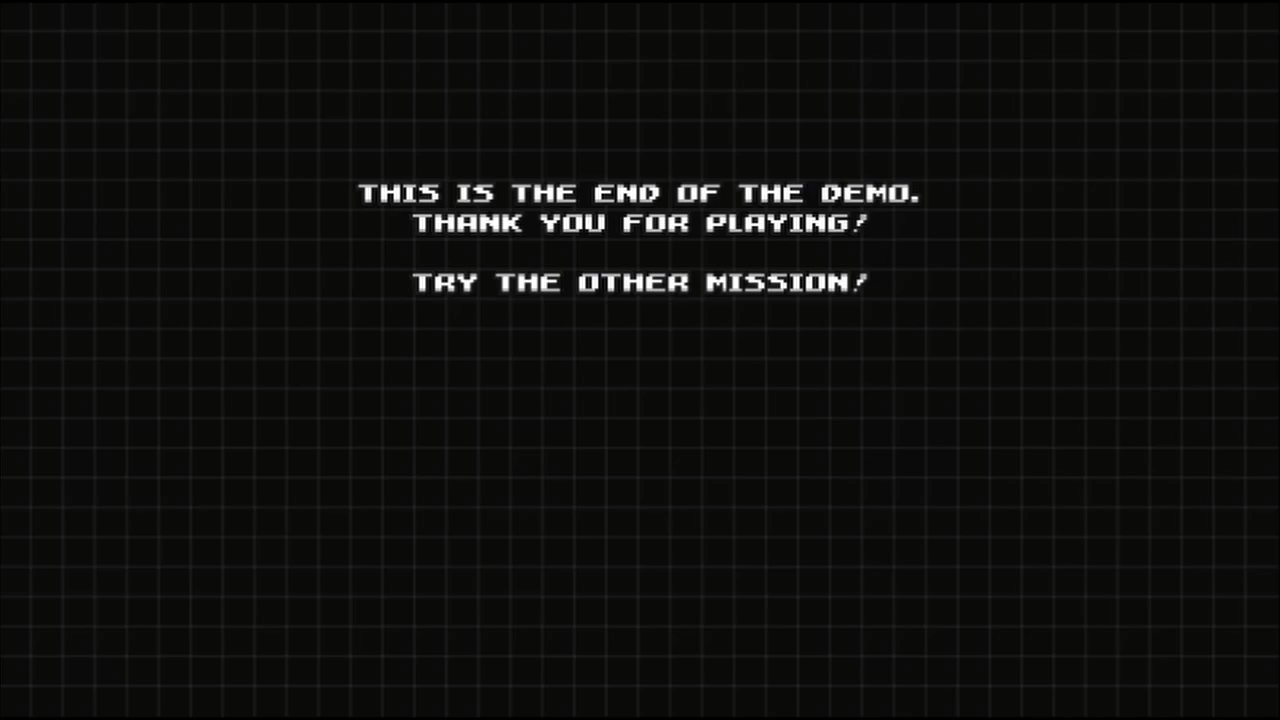 THIS IS THE END OF THE DEMO.
THANK YOU FOR PLAYING!
TRY THE OTHER MISSION!